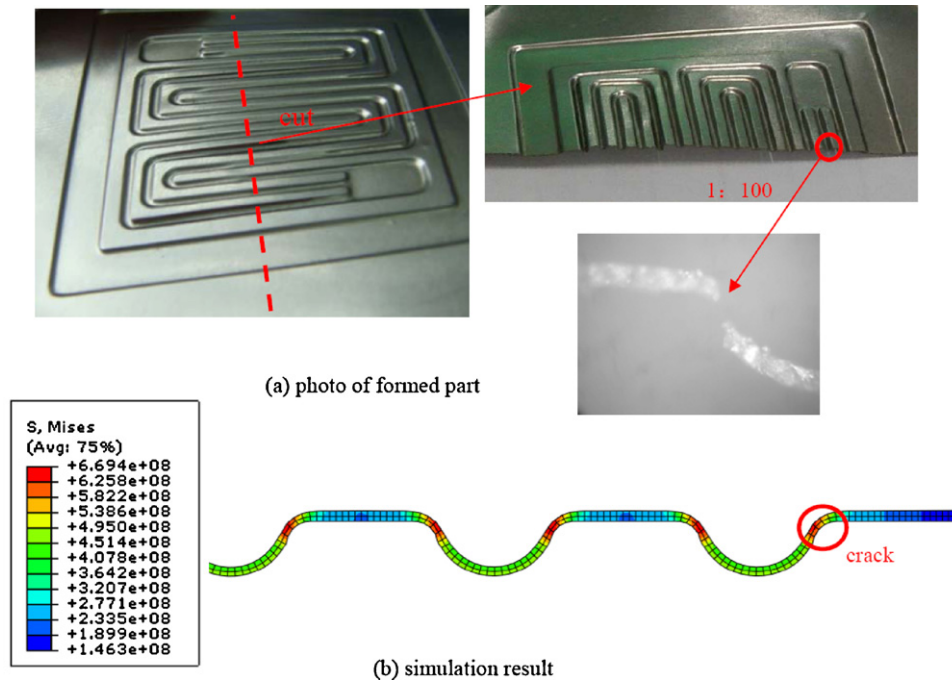 cut
1: 100
(a) photo of formed part
S, Mises
(Avg: 75%)
+6.694e+08
+6.258e+08
+5.822e+08
+5.386e+08
+4.950e+08
+4.514e+08
+4.078e+08
+3.642e+08
+3.207e+08
+2.771e+08
+2.335e+08
+1.899e+08
+1.463e+08
crack
(b) simulation result